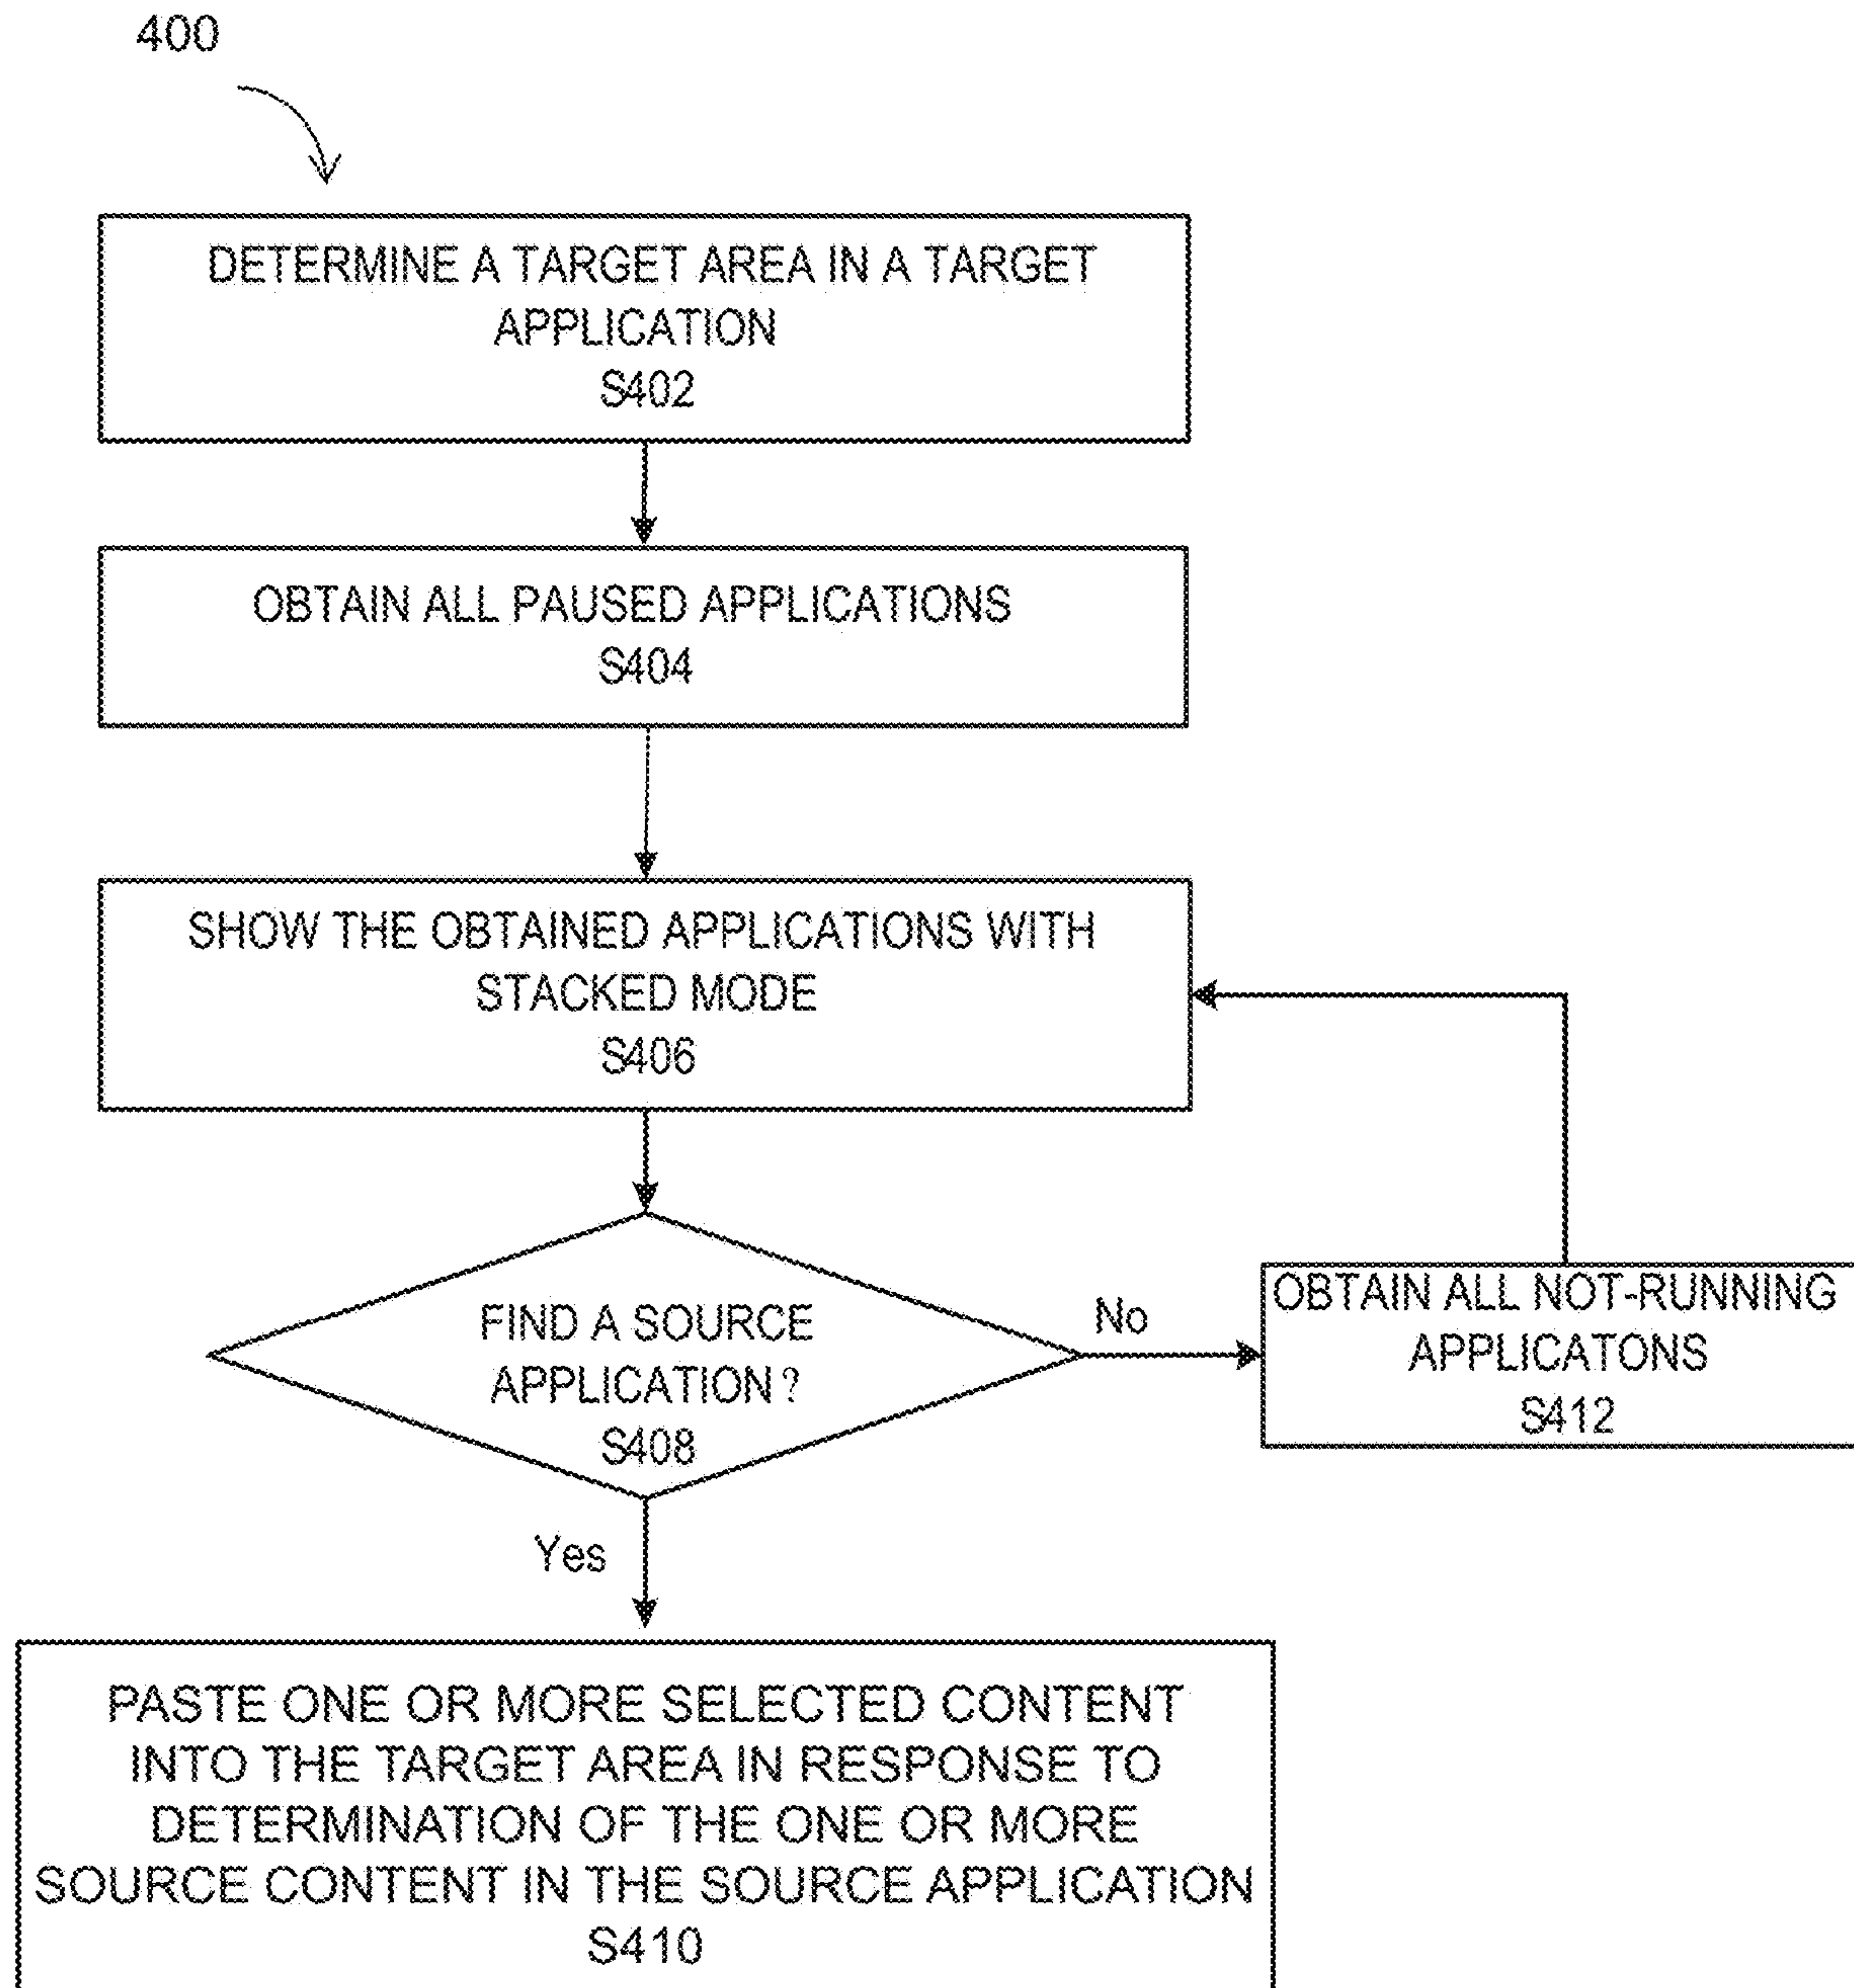 400
DETERMINE A TARGET AREA IN A TARGET
APPLICATION
S402
OBTAIN ALL PAUSED APPLICATIONS
S404
SHOW THE OBTAINED APPLICATIONS WITH
STACKED MODE
S406
FIND A SOURCE
APPLICATION?
S408
No
OBTAIN ALL NOT-RUNNING
APPLICATONS
S412
Yes
PASTE ONE OR MORE SELECTED CONTENT
INTO THE TARGET AREA IN RESPONSE TO
DETERMINATION OF THE ONE OR MORE
SOURCE CONTENT IN THE SOURCE APPLICATION
S410